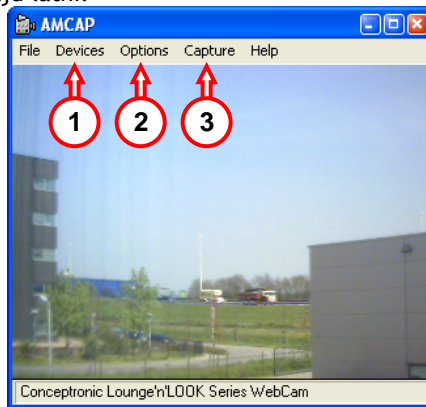 AMCAP
File Devices Options Capture Help
1 2 3
Conceptronic Lounge'n'LOOK Series WebCam